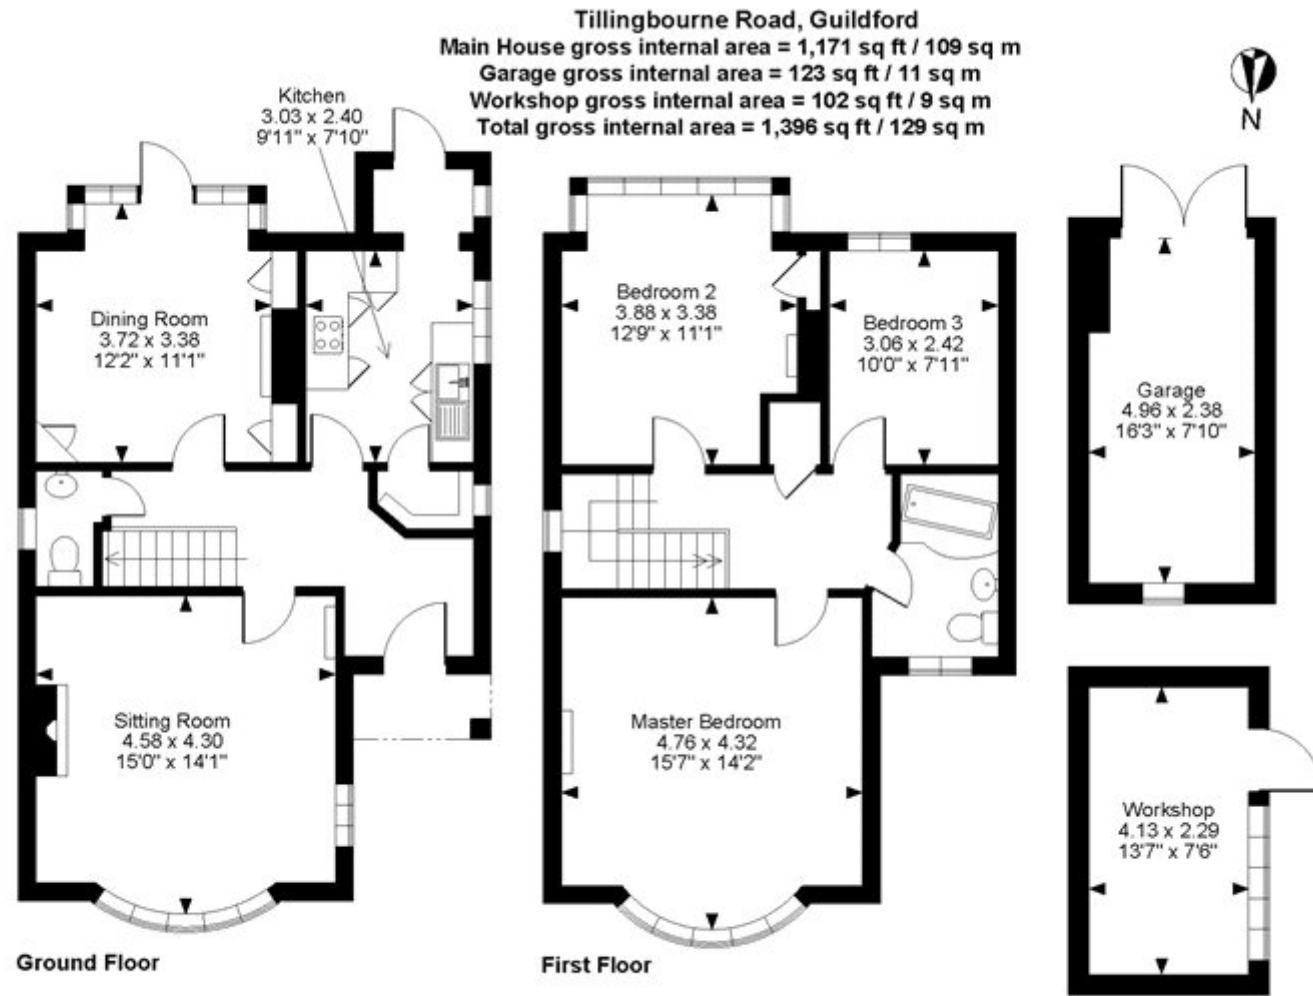 Tillingbourne Road, Guildford
Main House gross internal area = 1,171 sq ft / 109 sq m
Garage gross internal area = 123 sq ft / 11 sq m
Workshop gross internal area = 102 sq ft / 9 sq m
Total gross internal area = 1,396 sq ft / 129 sq m
N
Kitchen
3.03 x 2.40
9'11" x 7'10"
Dining Room
3.72 x 3.38
12'2" x 11'1"
Sitting Room
4.58 x 4.30
15'0" x 14'1"
Ground Floor
Bedroom 2
3.88 x 3.38
12'9" x 11'1"
Bedroom 3
3.06 x 2.42
10'0" x 7'11"
Master Bedroom
4.76 x 4.32
15'7" x 14'2"
First Floor
Garage
4.96 x 2.38
16'3" x 7'10"
Workshop
4.13 x 2.29
13'7" x 7'6"